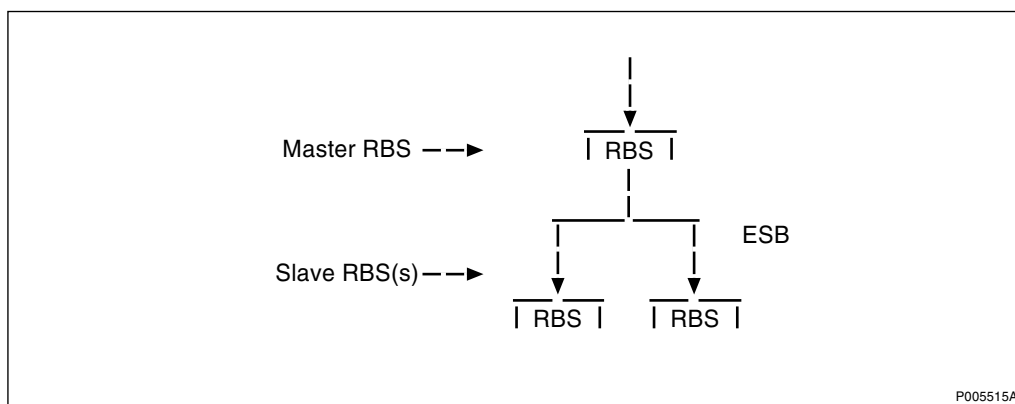 Master RBS
RBS
ESB
Slave RBS(s)
RBS RBS
P005515A